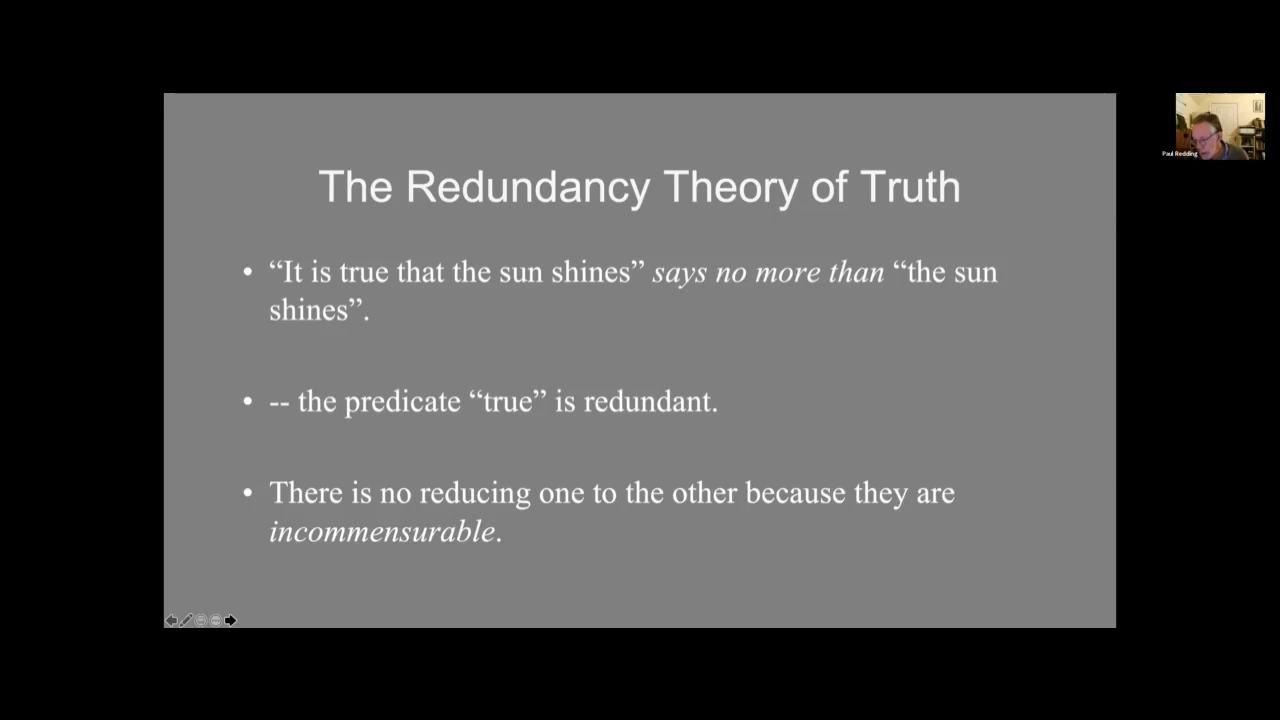 The Redundancy Theory of Truth
• “It is true that the sun shines” says no more than “the sun
shines”.
• -- the predicate “true” is redundant.
• There is no reducing one to the other because they are
incommensurable.
Paul Redding